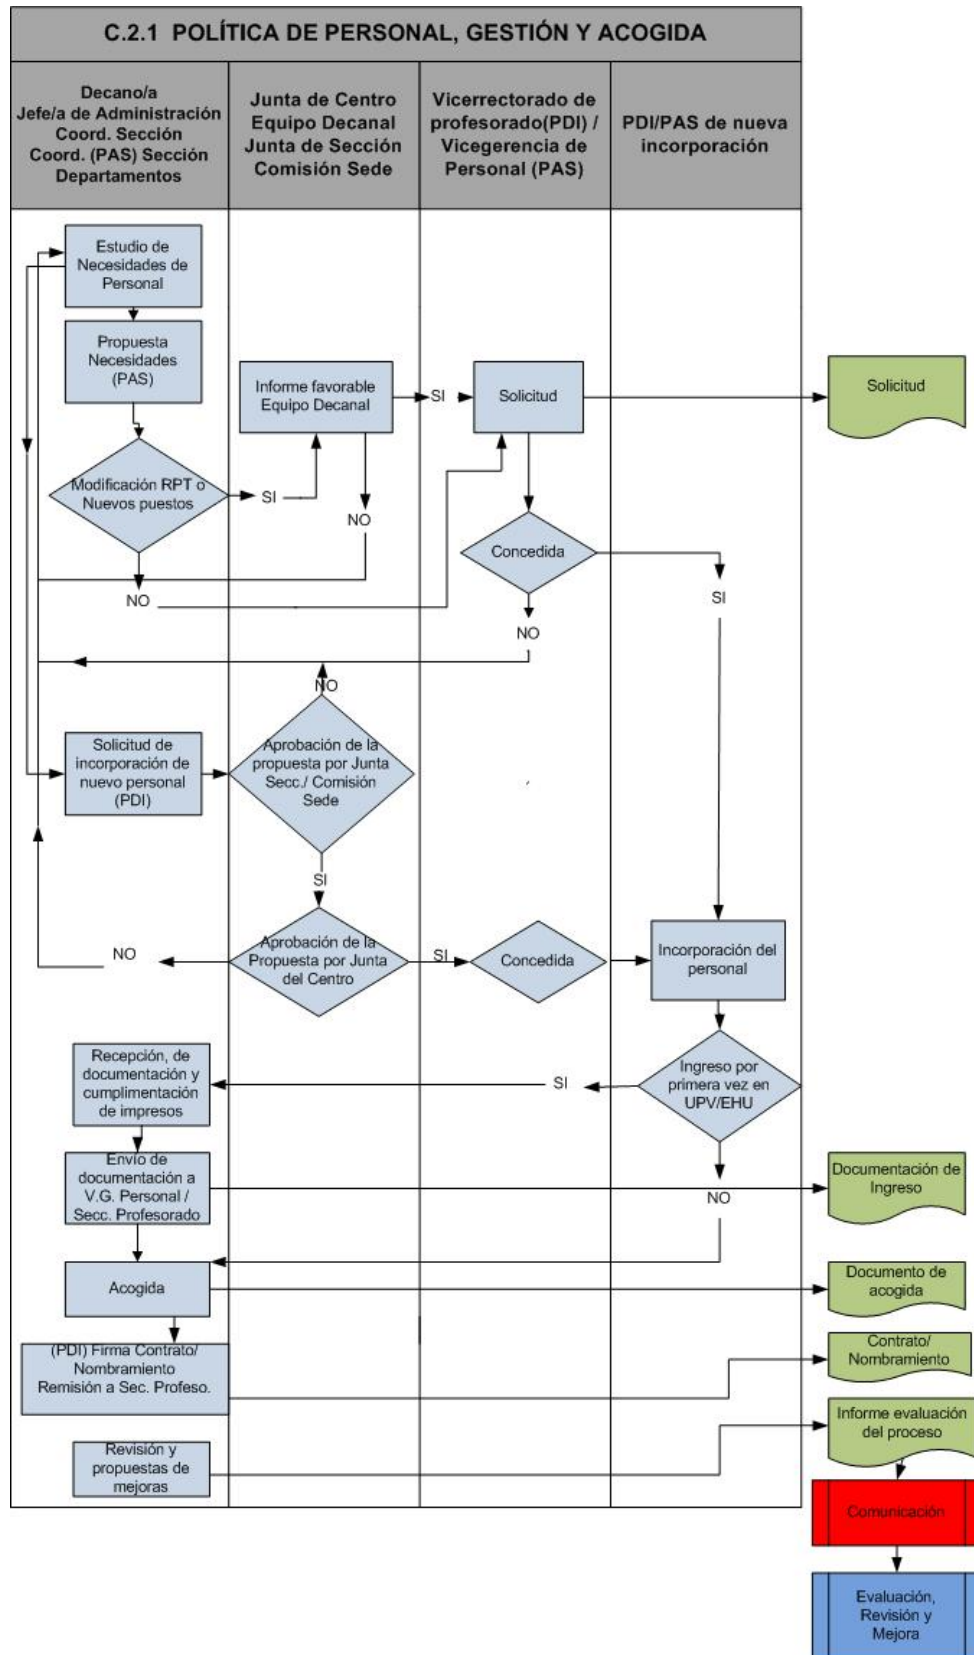 C.2.1 POLÍTICA DE PERSONAL, GESTIÓN Y ACOGIDA
Decano/a
Jefe/a de Administración
Coord. Sección
Coord. (PAS) Sección
Departamentos
Junta de Centro
Equipo Decanal
Junta de Sección
Comisión Sede
Vicerrectorado de
profesorado(PDI) /
Vicegerencia de
Personal (PAS)
PDI/PAS de nueva
incorporación
Estudio de
Necesidades de
Personal
Propuesta
Necesidades
(PAS)
Informe favorable
Equipo Decanal
SI
Solicitud
Solicitud
Modificación RPT o
Nuevos puestos
SI
NO
Concedida
NO
SI
NO
NO
Solicitud de
incorporación de
nuevo personal
(PDI)
Aprobación de la
propuesta por Junta
Secc./ Comisión
Sede
SI
NO
Aprobación de la
Propuesta por Junta
del Centro
SI
Concedida
Incorporación del
personal
Recepción, de
documentación y
cumplimentación
de impresos
SI
Ingreso por
primera vez en
UPV/EHU
Envío de
documentación a
V.G. Personal /
Secc. Profesorado
NO
Documentación de
Ingreso
Acogida
Documento de
acogida
(PDI) Firma Contrato/
Nombramiento
Remisión a Sec. Profeso.
Contrato/
Nombramiento
Revisión y
propuestas de
mejoras
Informe evaluación
del proceso
Comunicación
Evaluación,
Revisión y
Mejora